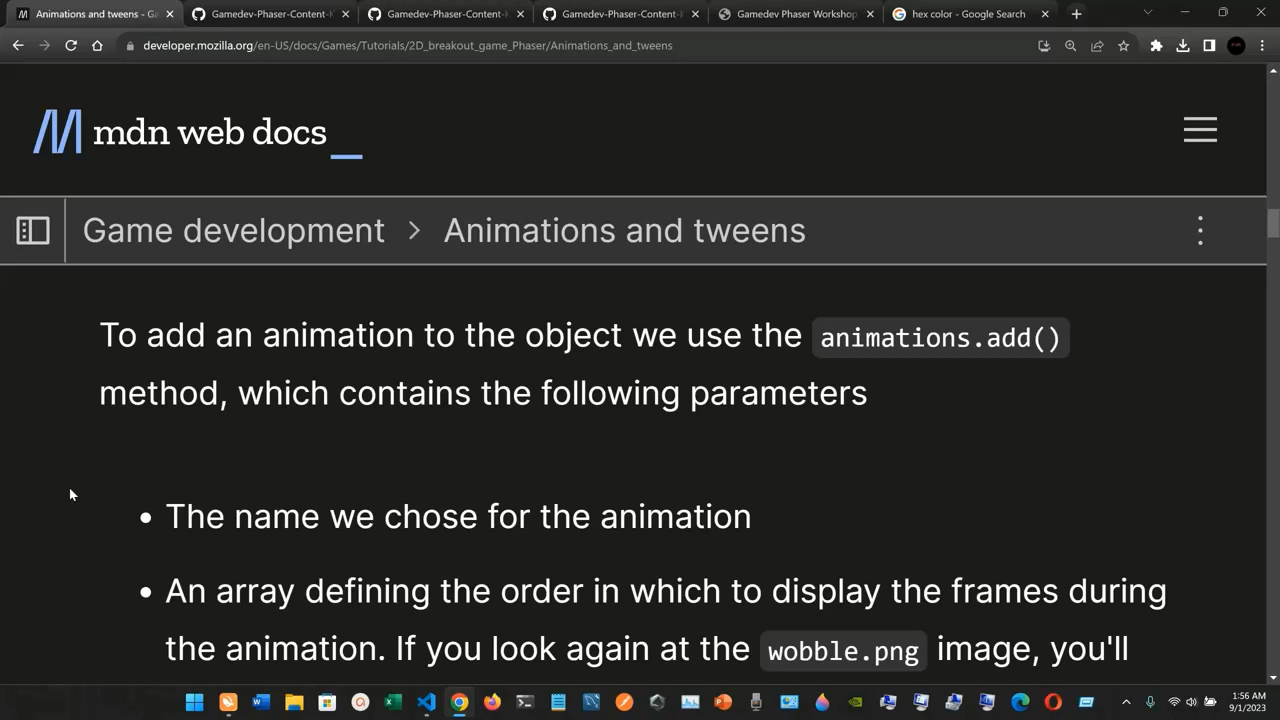 Animations and tweens - Ga
Gamedev-Phaser-Content-K
Gamedev-Phaser-Content-K
Gamedev-Phaser-Content-K
Gamedev Phaser Workshop
hex color - Google Search
developer.mozilla.org/en-US/docs/Games/Tutorials/2D_breakout_game_Phaser/Animations_and_tweens
mdn web docs_
Game development > Animations and tweens
To add an animation to the object we use the animations.add()
method, which contains the following parameters
• The name we chose for the animation
• An array defining the order in which to display the frames during
the animation. If you look again at the wobble.png image, you'll
1:56 AM
9/1/2023